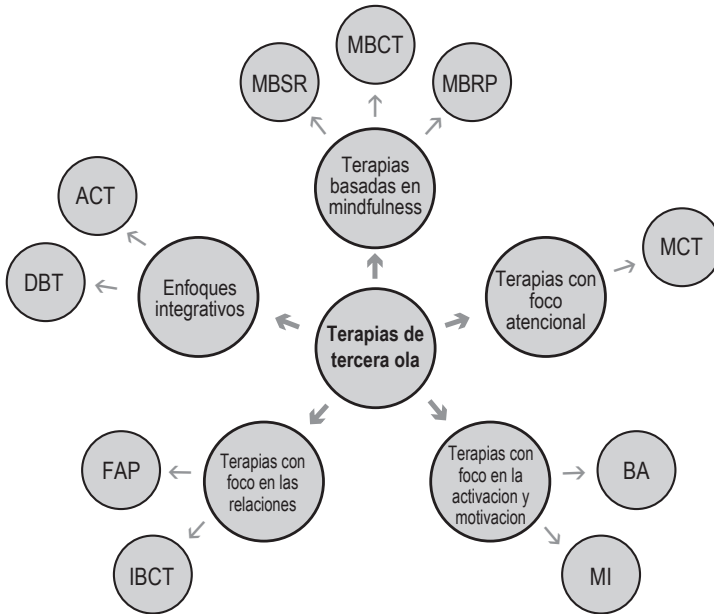 MBCT
MBSR
MBRP
Terapias
basadas en
mindfulness
ACT
DBT
Enfoques
integrativos
Terapias con
foco
atencional
MCT
Terapias de
tercera ola
FAP
Terapias con
foco en las
relaciones
IBCT
Terapias con
foco en la
activacion y
motivacion
BA
MI